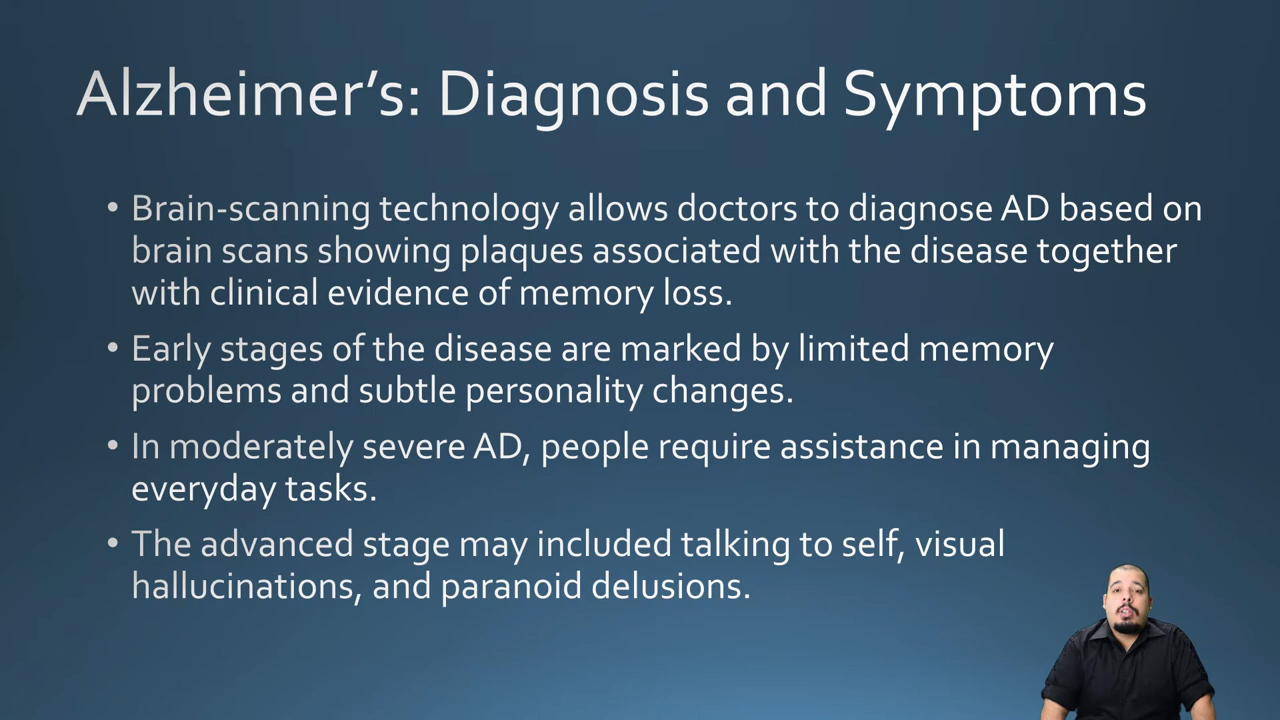 Alzheimer’s: Diagnosis and Symptoms
• Brain-scanning technology allows doctors to diagnose AD based on
brain scans showing plaques associated with the disease together
with clinical evidence of memory loss.
• Early stages of the disease are marked by limited memory
problems and subtle personality changes.
• In moderately severe AD, people require assistance in managing
everyday tasks.
• The advanced stage may included talking to self, visual
hallucinations, and paranoid delusions.